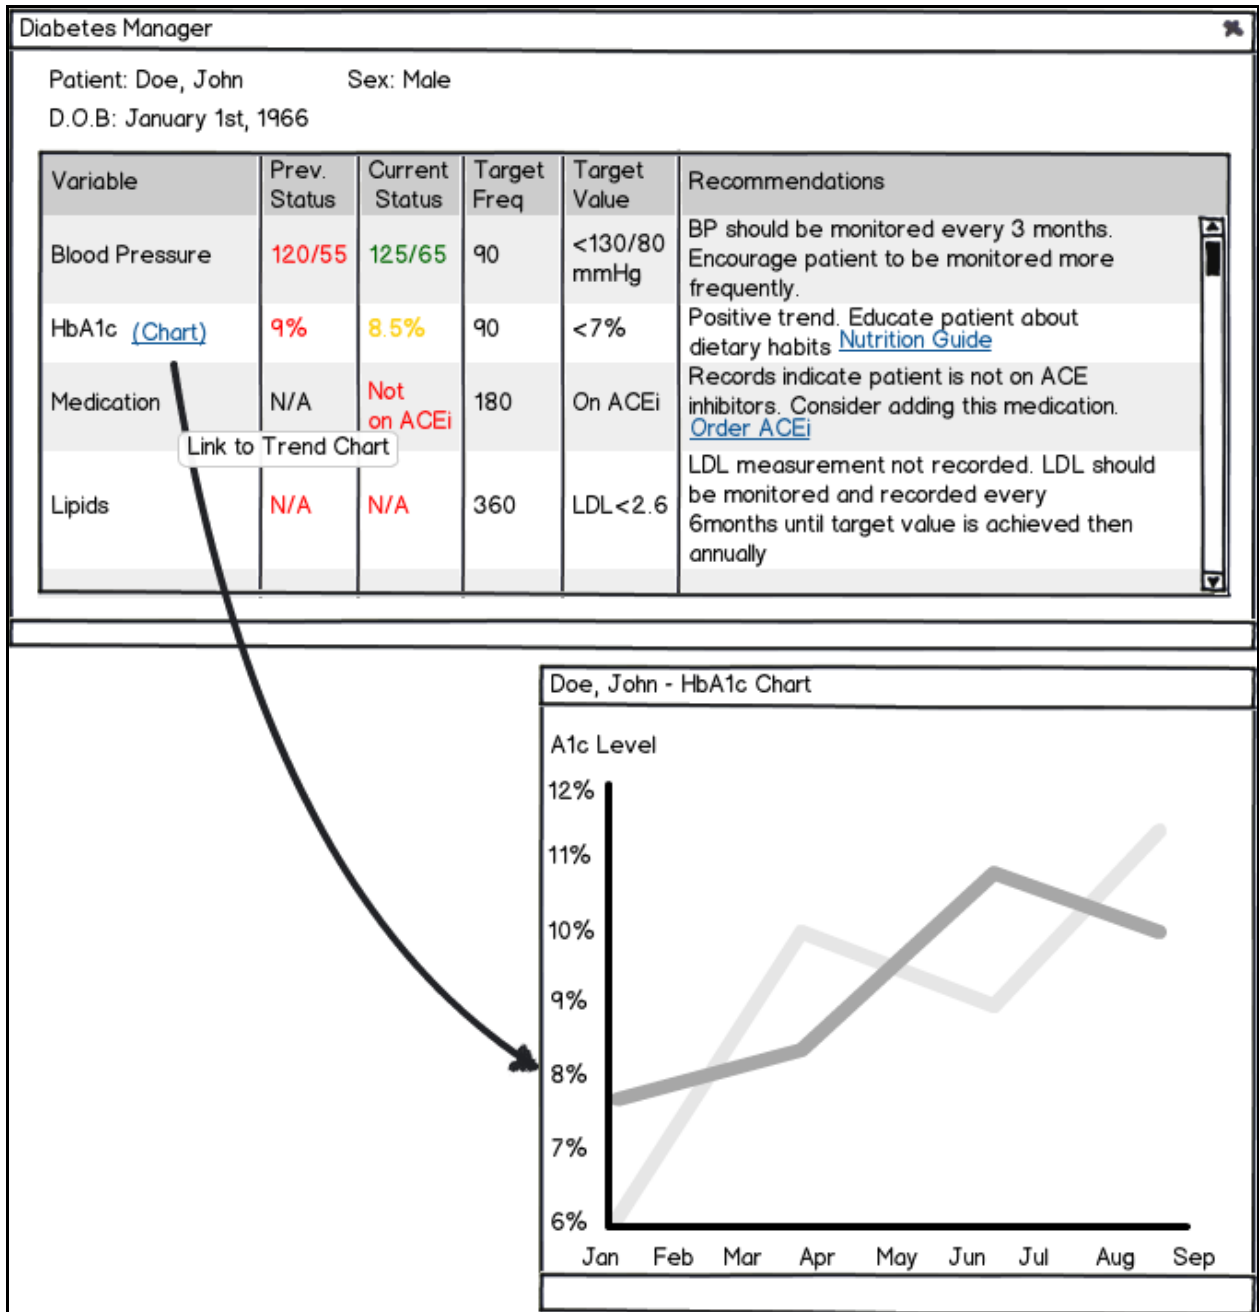 Diabetes Manager
Patient: Doe, John Sex: Male
D.O.B: January 1st, 1966
Variable
Prev.
Status
Current
Status
Target
Freq
Target
Value
Recommendations
Blood Pressure
120/55
125/65
90
<130/80
mmHg
BP should be monitored every 3 months.
Encourage patient to be monitored more
frequently.
HbA1c (Chart)
9%
8.5%
90
<7%
Positive trend. Educate patient about
dietary habits Nutrition Guide
Medication
N/A
Not
on ACEi
180
On ACEi
Records indicate patient is not on ACE
inhibitors. Consider adding this medication.
Order ACEi
Link to Trend Chart
Lipids
N/A
N/A
360
LDL<2.6
LDL measurement not recorded. LDL should
be monitored and recorded every
6months until target value is achieved then
annually
Doe, John - HbA1c Chart
A1c Level
12%
11%
10%
9%
8%
7%
6%
Jan Feb Mar Apr May Jun Jul Aug Sep